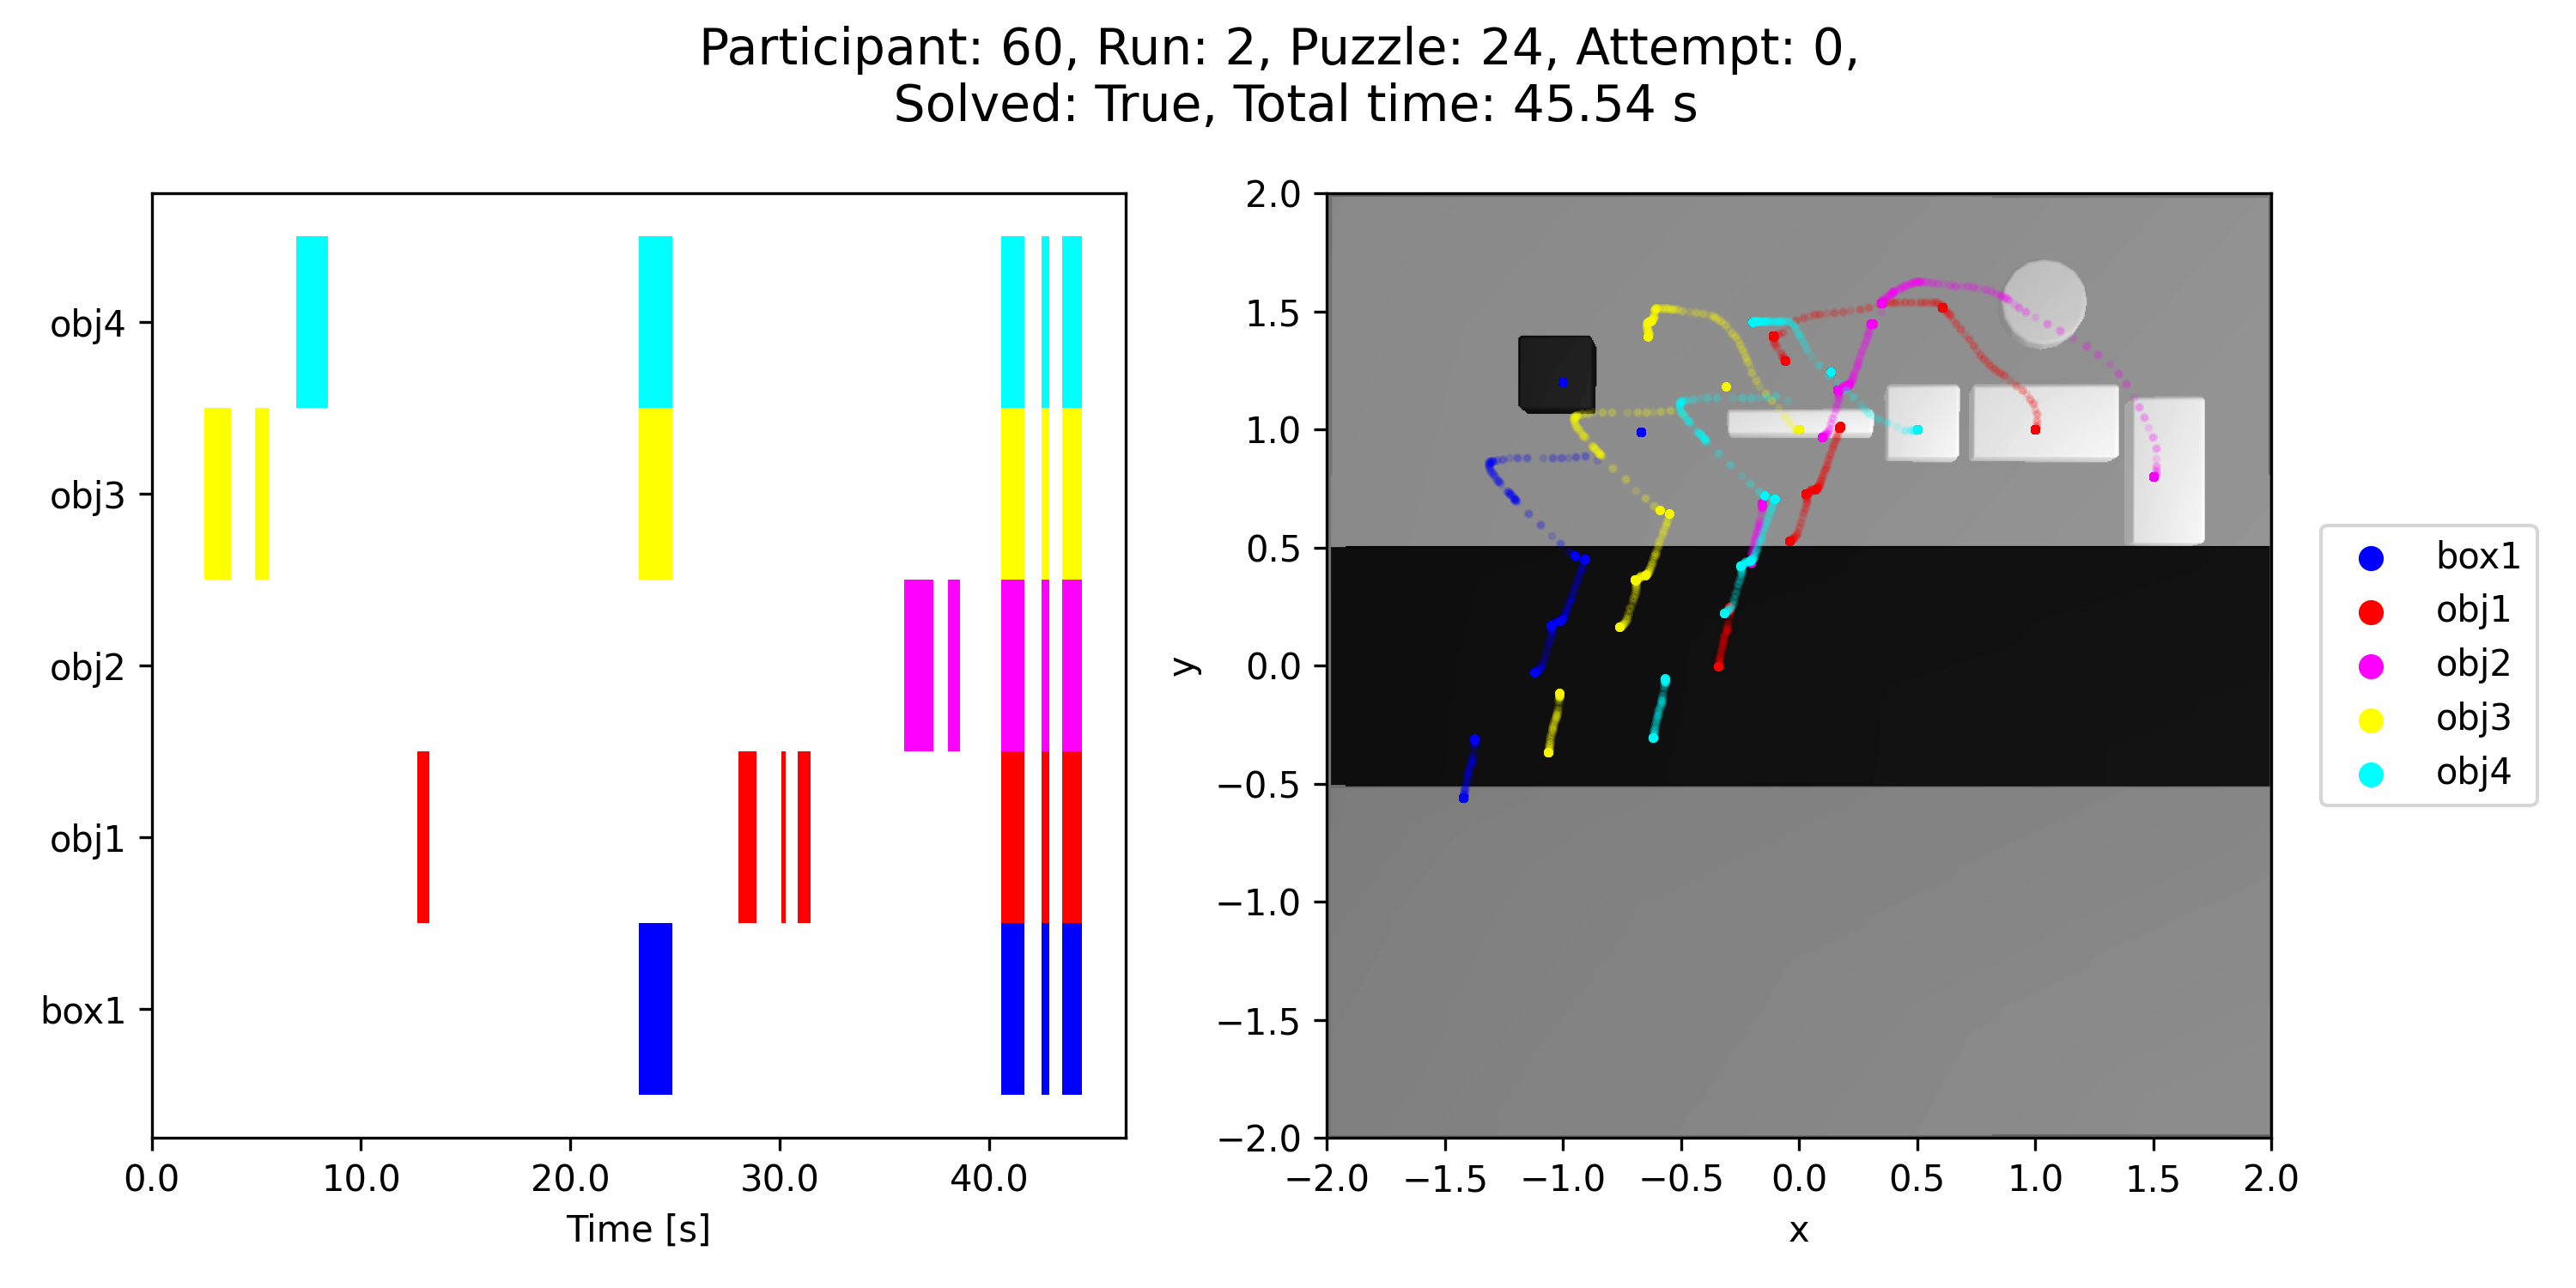 Participant: 60, Run: 2, Puzzle: 24, Attempt: 0,
Solved: True, Total time: 45.54 s
obj4
obj3
obj2
obj1
box1
0.0 10.0 20.0 30.0 40.0
Time [s]
2.0
1.5
1.0
0.5
0.0
−0.5
−1.0
−1.5
−2.0
y
−2.0 −1.5 −1.0 −0.5 0.0 0.5 1.0 1.5 2.0
x
box1
obj1
obj2
obj3
obj4